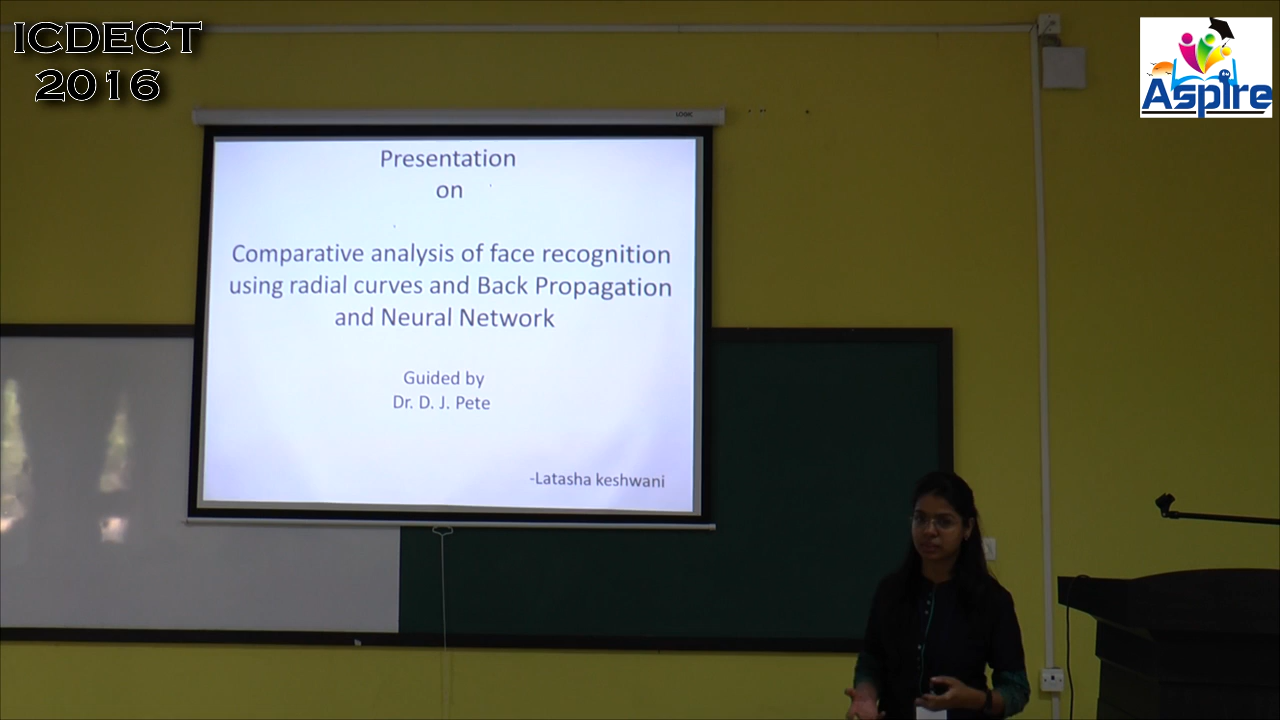 ICDECT
2016
Aspire
LOGIC
Presentation
on
Comparative analysis of face recognition
using radial curves and Back Propagation
and Neural Network
Guided by
Dr. D. J. Pete
-Latasha keshwani